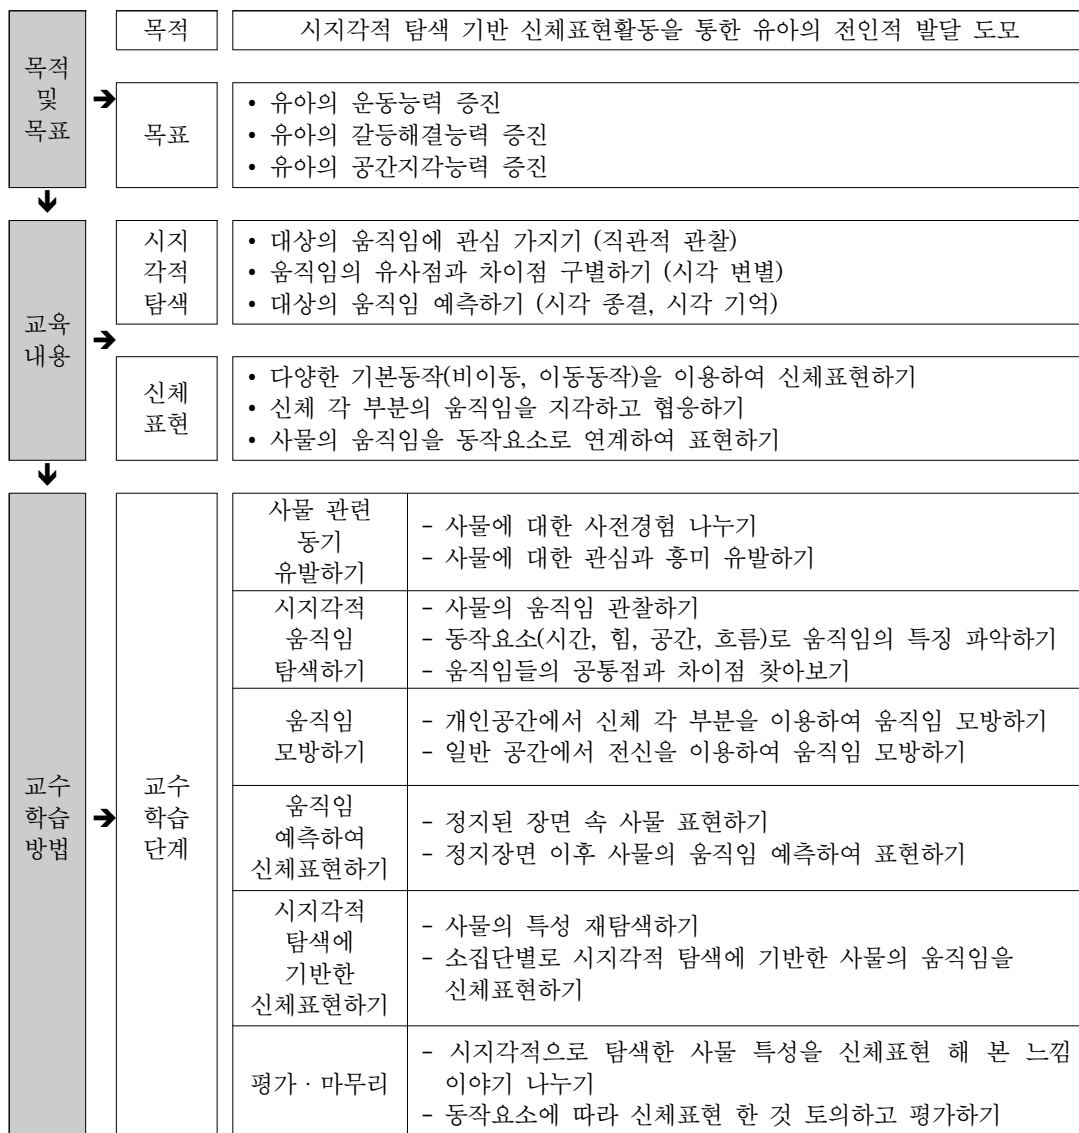 목적
및
목표
목적
시지각적 탐색 기반 신체표현활동을 통한 유아의 전인적 발달 도모
목표
• 유아의 운동능력 증진
• 유아의 갈등해결능력 증진
• 유아의 공간지각능력 증진
교육
내용
시지
각적
탐색
• 대상의 움직임에 관심 가지기 (직관적 관찰)
• 움직임의 유사점과 차이점 구별하기 (시각 변별)
• 대상의 움직임 예측하기 (시각 종결, 시각 기억)
신체
표현
• 다양한 기본동작(비이동, 이동동작)을 이용하여 신체표현하기
• 신체 각 부분의 움직임을 지각하고 협응하기
• 사물의 움직임을 동작요소로 연계하여 표현하기
교수
학습
방법
교수
학습
단계
사물 관련
동기
유발하기
- 사물에 대한 사전경험 나누기
- 사물에 대한 관심과 흥미 유발하기
시지각적
움직임
탐색하기
- 사물의 움직임 관찰하기
- 동작요소(시간, 힘, 공간, 흐름)로 움직임의 특징 파악하기
- 움직임들의 공통점과 차이점 찾아보기
움직임
모방하기
- 개인공간에서 신체 각 부분을 이용하여 움직임 모방하기
- 일반 공간에서 전신을 이용하여 움직임 모방하기
움직임
예측하여
신체표현하기
- 정지된 장면 속 사물 표현하기
- 정지장면 이후 사물의 움직임 예측하여 표현하기
시지각적
탐색에
기반한
신체표현하기
- 사물의 특성 재탐색하기
- 소집단별로 시지각적 탐색에 기반한 사물의 움직임을
신체표현하기
평가 · 마무리
- 시지각적으로 탐색한 사물 특성을 신체표현 해 본 느낌
이야기 나누기
- 동작요소에 따라 신체표현 한 것 토의하고 평가하기